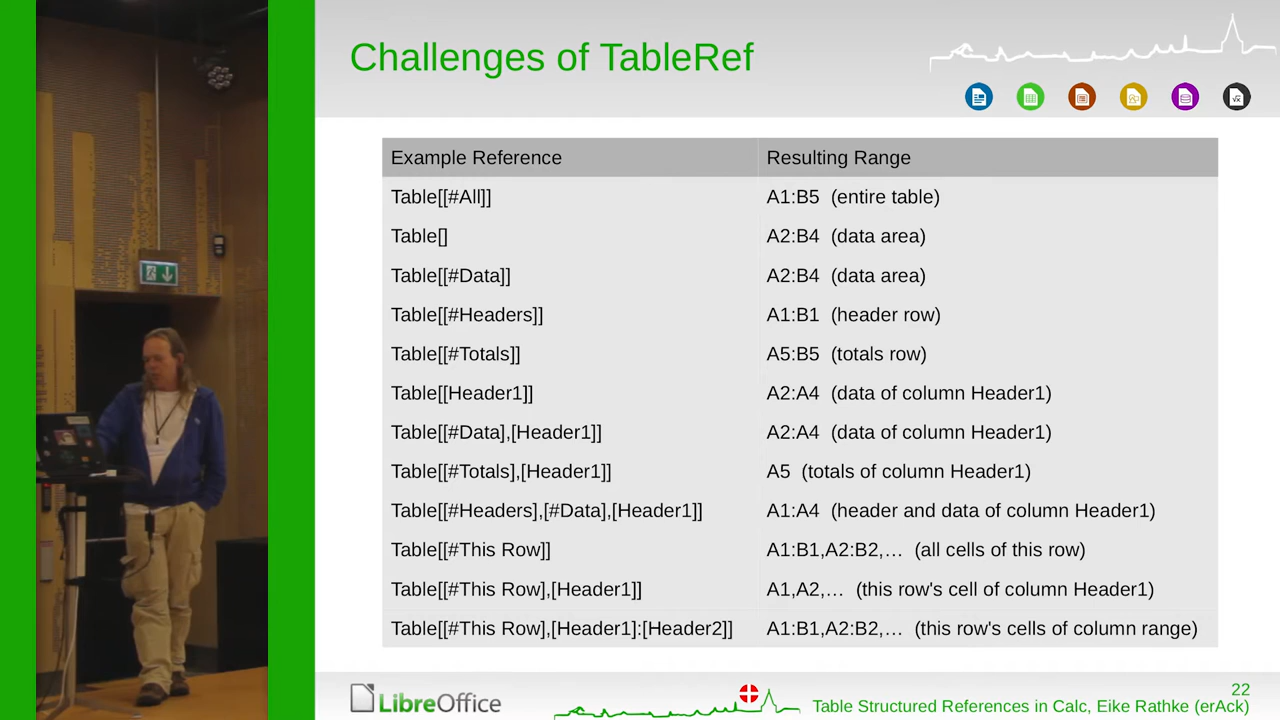 Challenges of TableRef
Example Reference Resulting Range
Table[[#All]] A1:B5 (entire table)
Table[] A2:B4 (data area)
Table[[#Data]] A2:B4 (data area)
Table[[#Headers]] A1:B1 (header row)
Table[[#Totals]] A5:B5 (totals row)
Table[[Header1]] A2:A4 (data of column Header1)
Table[[#Data],[Header1]] A2:A4 (data of column Header1)
Table[[#Totals],[Header1]] A5 (totals of column Header1)
Table[[#Headers],[#Data],[Header1]] A1:A4 (header and data of column Header1)
Table[[#This Row]] A1:B1,A2:B2,… (all cells of this row)
Table[[#This Row],[Header1]] A1,A2,… (this row's cell of column Header1)
Table[[#This Row],[Header1]:[Header2]] A1:B1,A2:B2,… (this row's cells of column range)
LibreOffice
22
Table Structured References in Calc, Eike Rathke (erAck)